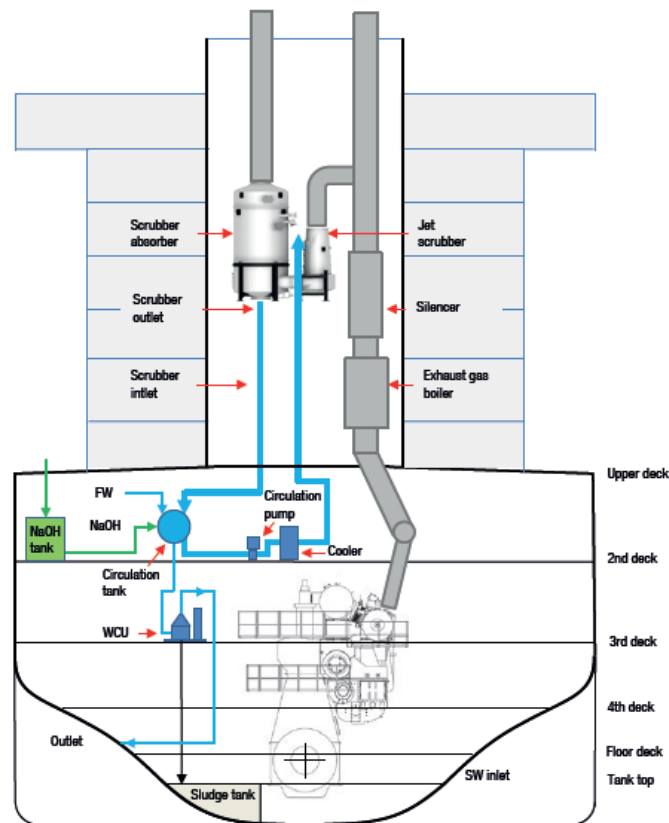 Scrubber
absorber
Jet
scrubber
Scrubber
outlet
Silencer
Scrubber
intlet
Exhaust gas
boiler
Upper deck
FW
Circulation
pump
NaOH
tank
NaOH
Circulation
tank
Cooler
2nd deck
WCU
3rd deck
4th deck
Outlet
Floor deck
SW inlet
Tank top
Sludge tank